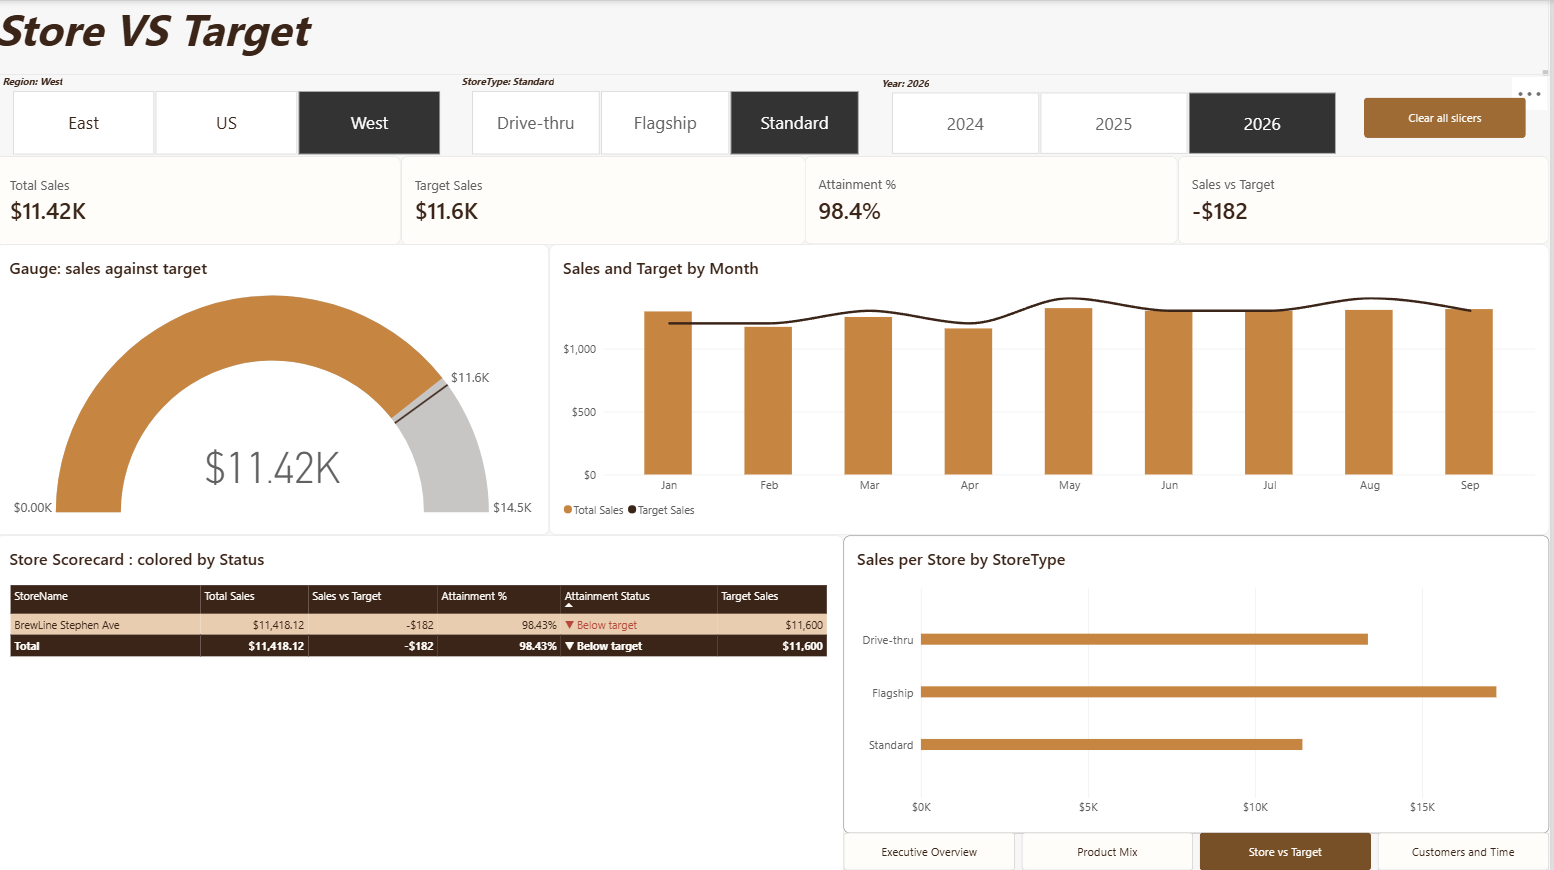 Store VS Target
Region: West
StoreType: Standard
Year: 2026
East
US
West
Drive-thru
Flagship
Standard
2024
2025
2026
Clear all slicers
Total Sales
$11.42K
Target Sales
$11.6K
Attainment %
98.4%
Sales vs Target
-$182
Gauge: sales against target
$11.6K
$11.42K
$0.00K
$14.5K
Sales and Target by Month
$1,000
$500
$0
Jan Feb Mar Apr May Jun Jul Aug Sep
Total Sales Target Sales
Store Scorecard : colored by Status
StoreName Total Sales Sales vs Target Attainment % Attainment Status Target Sales
BrewLine Stephen Ave $11,418.12 -$182 98.43% ▼ Below target $11,600
Total $11,418.12 -$182 98.43% ▼ Below target $11,600
Sales per Store by StoreType
Drive-thru
Flagship
Standard
$0K $5K $10K $15K
Executive Overview
Product Mix
Store vs Target
Customers and Time